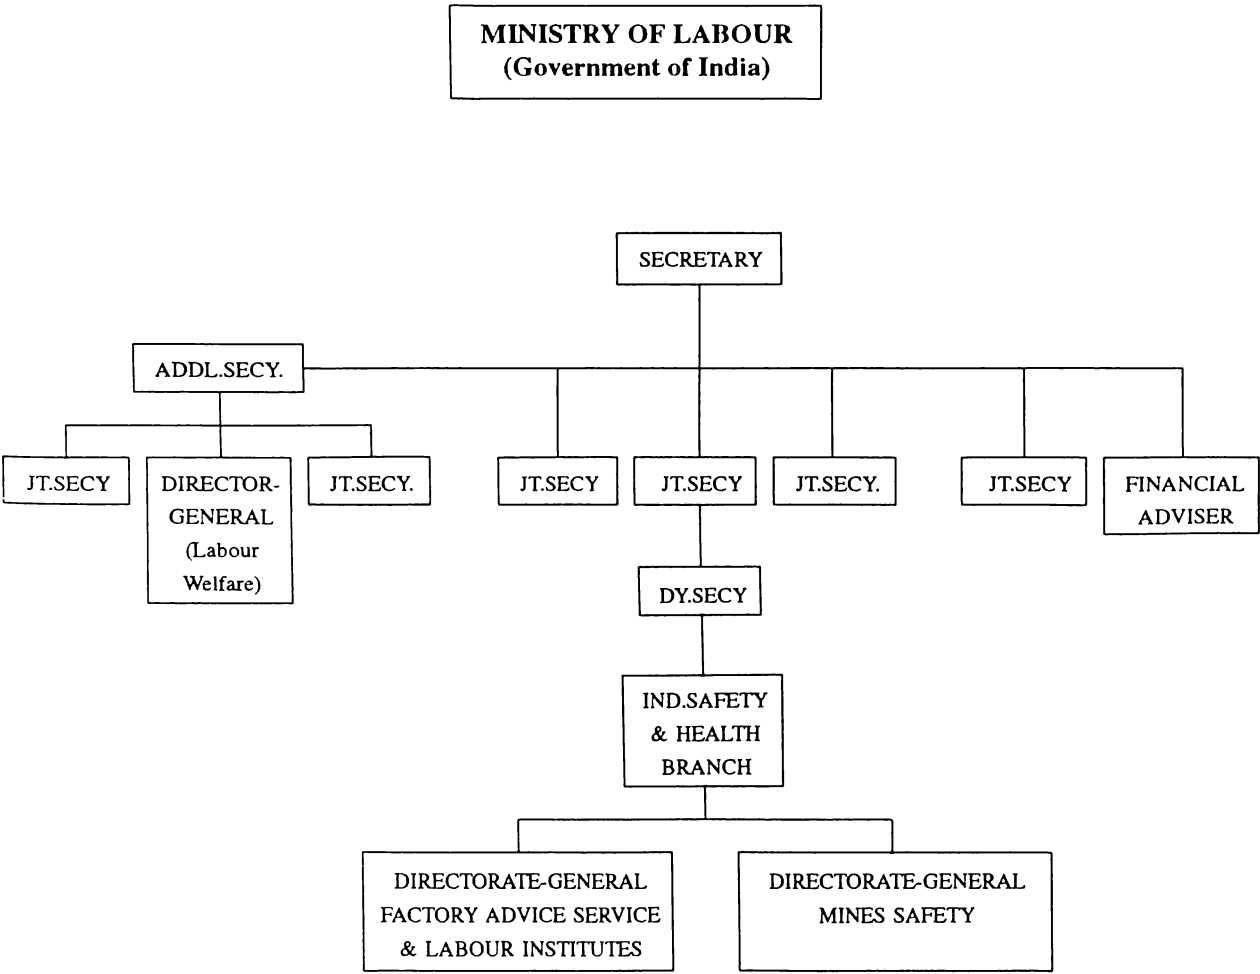 MINISTRY OF LABOUR
(Government of India)
SECRETARY
ADDL.SECY.
JT.SECY
DIRECTOR-
GENERAL
(Labour
Welfare)
JT.SECY.
JT.SECY
JT.SECY
JT.SECY.
JT.SECY
FINANCIAL
ADVISER
DY.SECY
IND.SAFETY
& HEALTH
BRANCH
DIRECTORATE-GENERAL
FACTORY ADVICE SERVICE
& LABOUR INSTITUTES
DIRECTORATE-GENERAL
MINES SAFETY